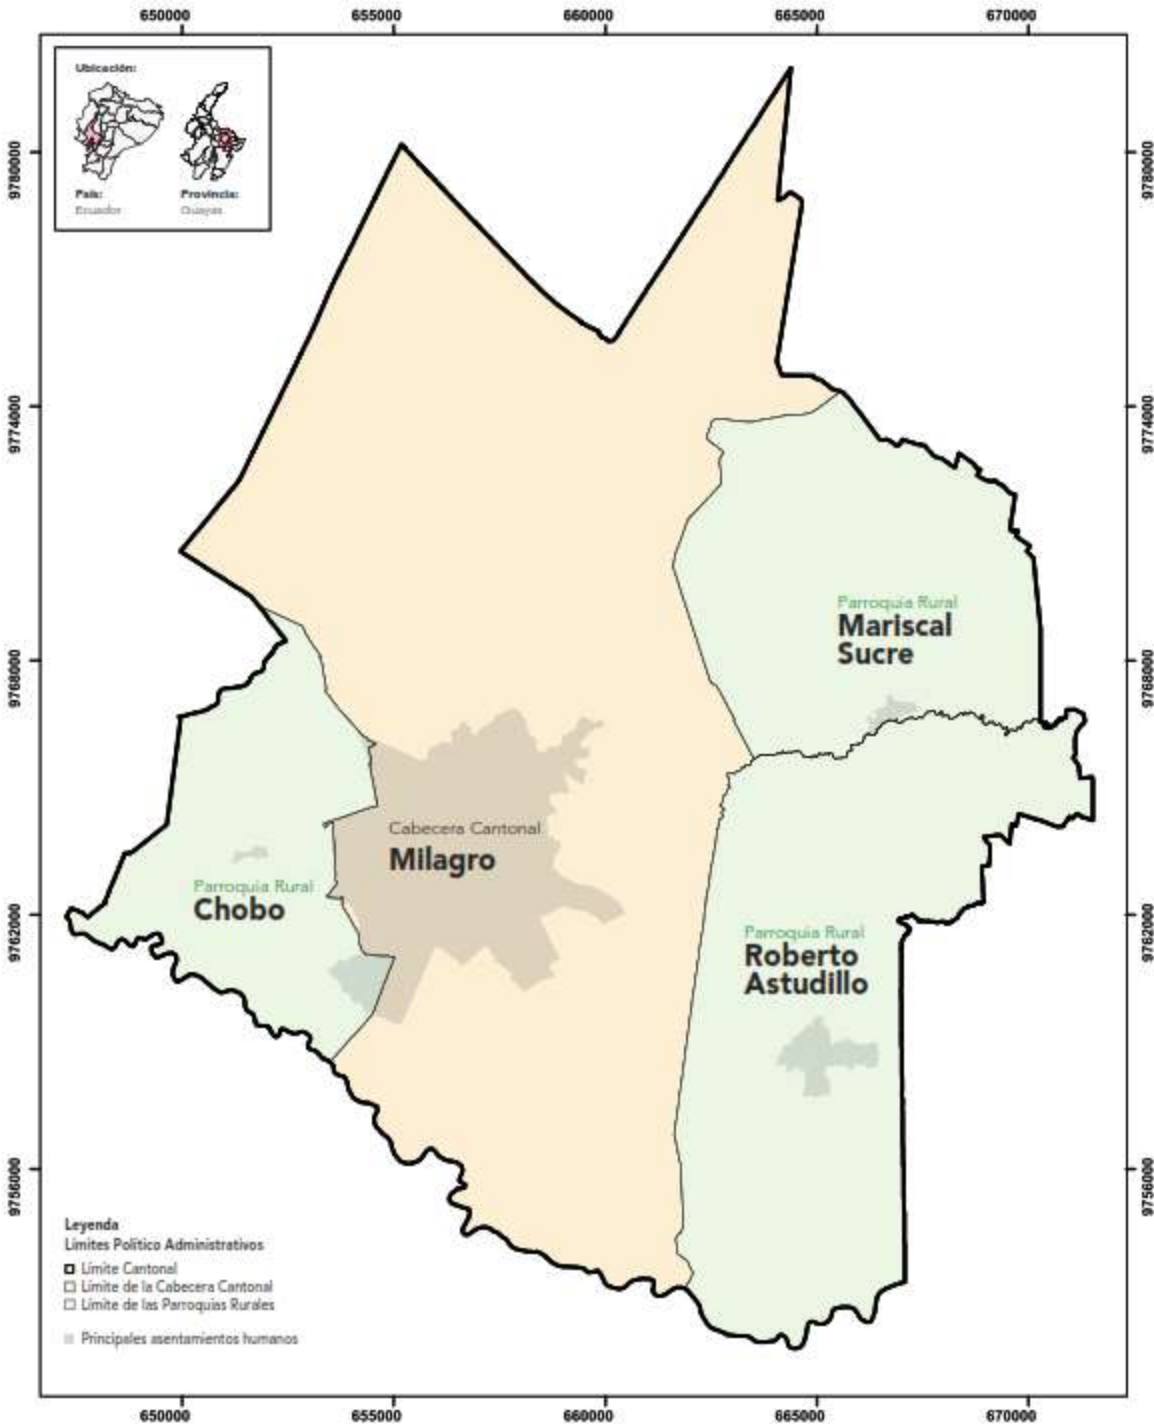 650000 655000 660000 665000 670000
Ubicación:
País:
Ecuador
Provincia:
Guayas
9780000
9780000
9774000
9774000
Parroquia Rural
Mariscal
Sucre
9768000
9768000
Cabecera Cantonal
Milagro
Parroquia Rural
Chobo
9762000
9762000
Parroquia Rural
Roberto
Astudillo
9756000
9756000
Leyenda
Límites Político Administrativos
Límite Cantonal
Límite de la Cabecera Cantonal
Límite de las Parroquias Rurales
Principales asentamientos humanos
650000 655000 660000 665000 670000